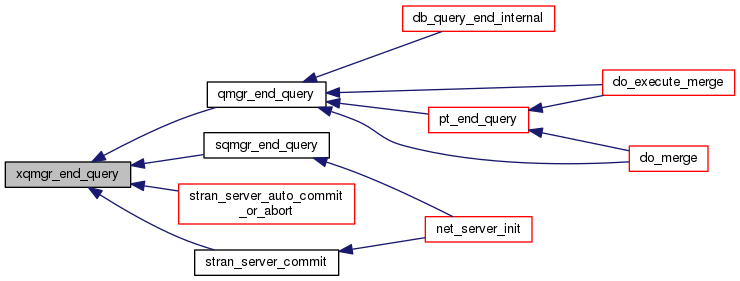 db_query_end_internal
qmgr_end_query
do_execute_merge
pt_end_query
sqmgr_end_query
do_merge
xqmgr_end_query
stran_server_auto_commit
_or_abort
net_server_init
stran_server_commit